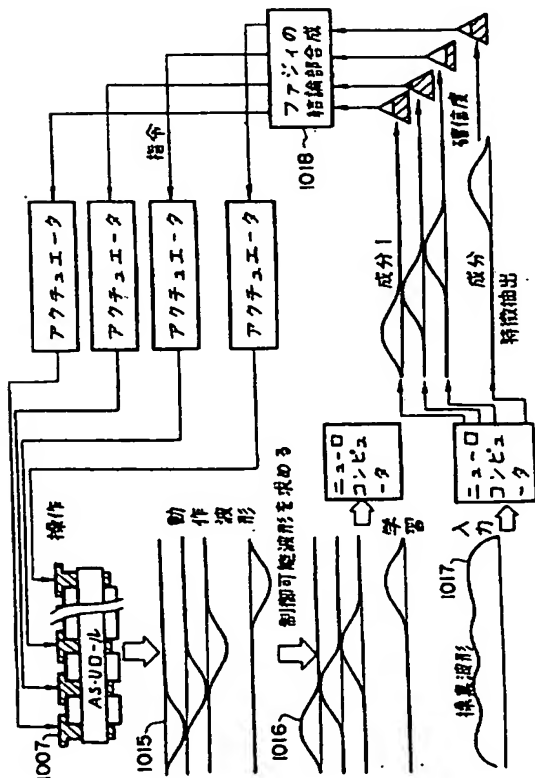 1007
操作
AS-Uロール
アクチュエータ
アクチュエータ
アクチュエータ
アクチュエータ
指令
ファジィの
結論部合成
1018
1015
動作波形
制御可能波形を求める
1016
学習
ニューロ
コンピュ
ータ
成分1
成分
特徴抽出
確信度
波形
1017
入力
ニューロ
コンピュ
ータ